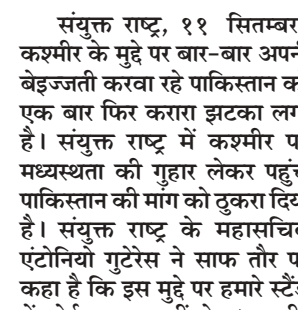 संयुक्त राष्ट्र, ११ सितम्बर
कश्मीर के मुद्दे पर बार-बार अपनी
बेइज्जती करवा रहे पाकिस्तान को
एक बार फिर करारा झटका लगा
है। संयुक्त राष्ट्र में कश्मीर पर
मध्यस्थता की गुहार लेकर पहुंचे
पाकिस्तान की मांग को ठुकरा दिया
है। संयुक्त राष्ट्र के महासचिव
एंटोनियो गुटेरेस ने साफ तौर पर
कहा है कि इस मुद्दे पर हमारे स्टैंड